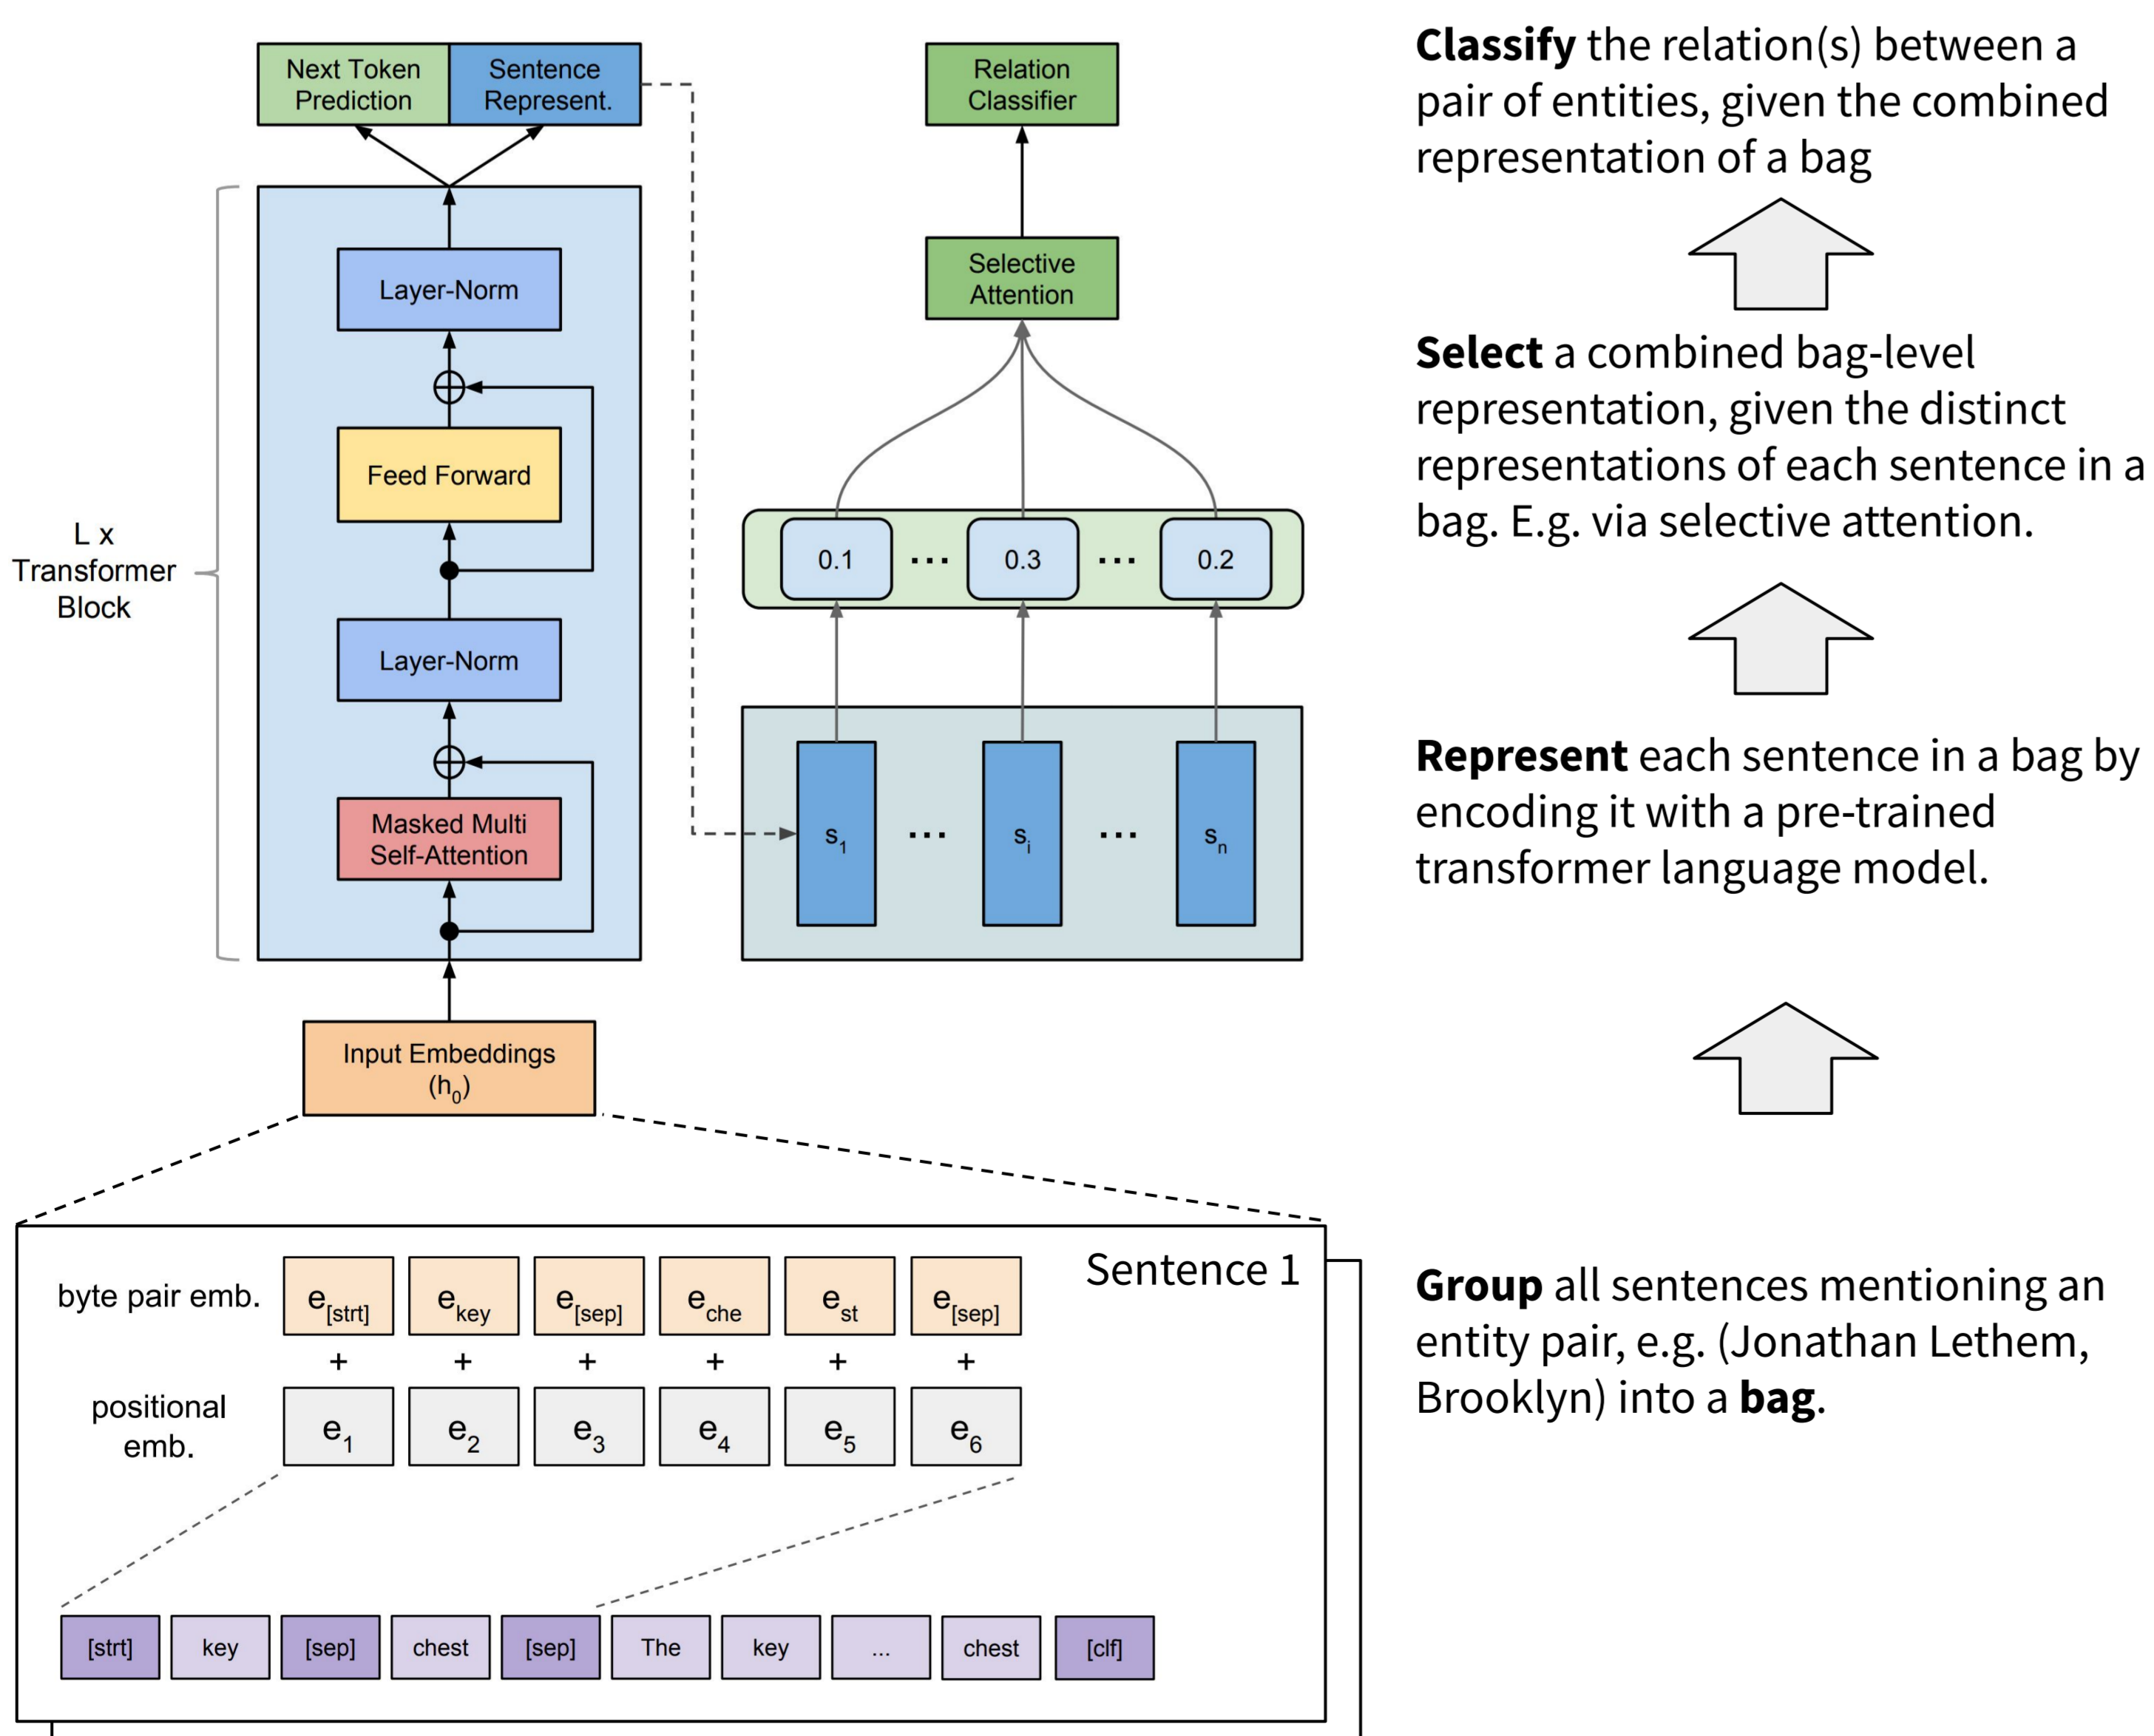 Next Token
Prediction
Sentence
Represent.
Layer-Norm
Feed Forward
Layer-Norm
Masked Multi
Self-Attention
L x
Transformer
Block
Input Embeddings
(h0)
Relation
Classifier
Selective
Attention
0.1 ... 0.3 ... 0.2
s1 ... si ... sn
Classify the relation(s) between a
pair of entities, given the combined
representation of a bag
Select a combined bag-level
representation, given the distinct
representations of each sentence in a
bag. E.g. via selective attention.
Represent each sentence in a bag by
encoding it with a pre-trained
transformer language model.
Group all sentences mentioning an
entity pair, e.g. (Jonathan Lethem,
Brooklyn) into a bag.
Sentence 1
byte pair emb. e[strt] ekey e[sep] eche est e[sep]
+ + + + + +
positional
emb.
e1 e2 e3 e4 e5 e6
[strt] key [sep] chest [sep] The key ... chest [clf]